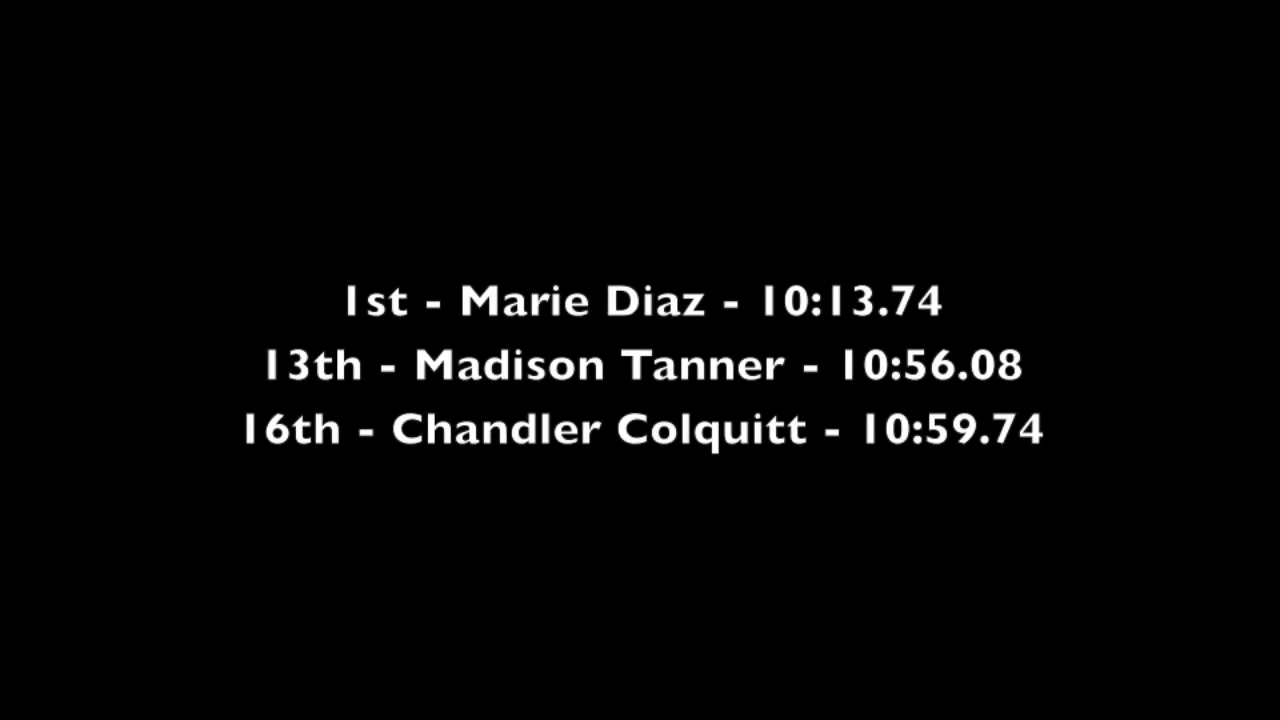 1st - Marie Diaz - 10:13.74
13th - Madison Tanner - 10:56.08
16th - Chandler Colquitt - 10:59.74